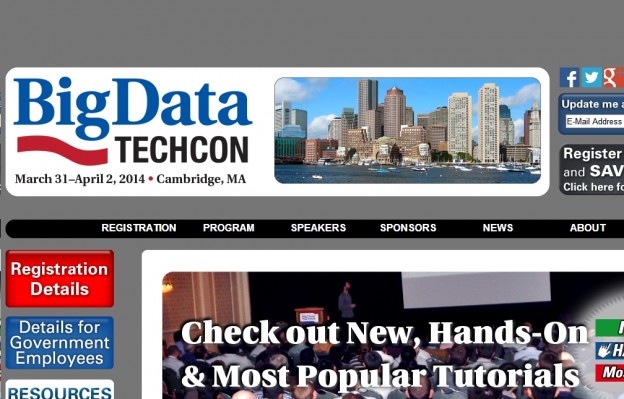 BigData
TECHCON
March 31–April 2, 2014 • Cambridge, MA
Update me a
E-Mail Address
Register
and SAV
Click here fo
REGISTRATION PROGRAM SPEAKERS SPONSORS NEWS ABOUT
Registration
Details
Details for
Government
Employees
RESOURCES
Check out New, Hands-On
& Most Popular Tutorials
HA
Mo